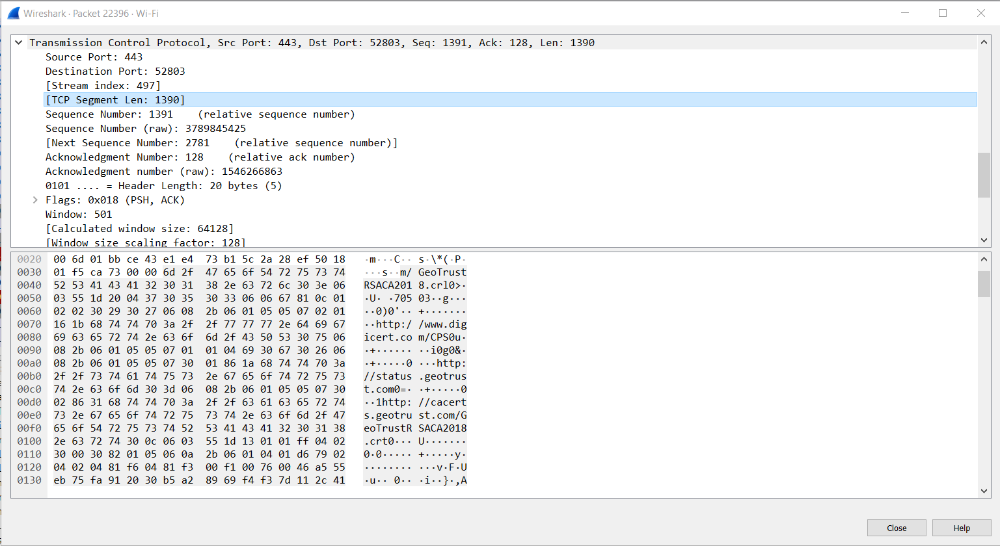 Wireshark · Packet 22396 · Wi-Fi
Transmission Control Protocol, Src Port: 443, Dst Port: 52803, Seq: 1391, Ack: 128, Len: 1390
Source Port: 443
Destination Port: 52803
[Stream index: 497]
[TCP Segment Len: 1390]
Sequence Number: 1391    (relative sequence number)
Sequence Number (raw): 3789845425
[Next Sequence Number: 2781    (relative sequence number)]
Acknowledgment Number: 128    (relative ack number)
Acknowledgment number (raw): 1546266863
0101 .... = Header Length: 20 bytes (5)
Flags: 0x018 (PSH, ACK)
Window: 501
[Calculated window size: 64128]
[Window size scaling factor: 128]
0020  00 6d 01 bb ce 43 e1 e4  73 b1 5c 2a 28 ef 50 18  ·m···C·· s·\*(·P·
0030  01 f5 ca 73 00 00 6d 2f  47 65 6f 54 72 75 73 74  ···s··m/ GeoTrust
0040  52 53 41 43 41 32 30 31  38 2e 63 72 6c 30 3e 06  RSACA201 8.crl0>·
0050  03 55 1d 20 04 37 30 35  30 33 06 06 67 81 0c 01  ·U· ·705 03··g···
0060  02 02 30 29 30 27 06 08  2b 06 01 05 05 07 02 01  ··0)0'·· +·······
0070  16 1b 68 74 74 70 3a 2f  2f 77 77 77 2e 64 69 67  ··http:/ /www.dig
0080  69 63 65 72 74 2e 63 6f  6d 2f 43 50 53 30 75 06  icert.co m/CPS0u·
0090  08 2b 06 01 05 05 07 01  01 04 69 30 67 30 26 06  ·+······ ··i0g0&·
00a0  08 2b 06 01 05 05 07 30  01 86 1a 68 74 74 70 3a  ·+·····0 ···http:
00b0  2f 2f 73 74 61 74 75 73  2e 67 65 6f 74 72 75 73  //status .geotrus
00c0  74 2e 63 6f 6d 30 3d 06  08 2b 06 01 05 05 07 30  t.com0=· ·+·····0
00d0  02 86 31 68 74 74 70 3a  2f 2f 63 61 63 65 72 74  ··1http: //cacert
00e0  73 2e 67 65 6f 74 72 75  73 74 2e 63 6f 6d 2f 47  s.geotru st.com/G
00f0  65 6f 54 72 75 73 74 52  53 41 43 41 32 30 31 38  eoTrustR SACA2018
0100  2e 63 72 74 30 0c 06 03  55 1d 13 01 01 ff 04 02  .crt0··· U·······
0110  30 00 30 82 01 05 06 0a  2b 06 01 04 01 d6 79 02  0·0····· +·····y·
0120  04 02 04 81 f6 04 81 f3  00 f1 00 76 00 46 a5 55  ········ ···v·F·U
0130  eb 75 fa 91 20 30 b5 a2  89 69 f4 f3 7d 11 2c 41  ·u·· 0·· ·i··}·,A
Close
Help